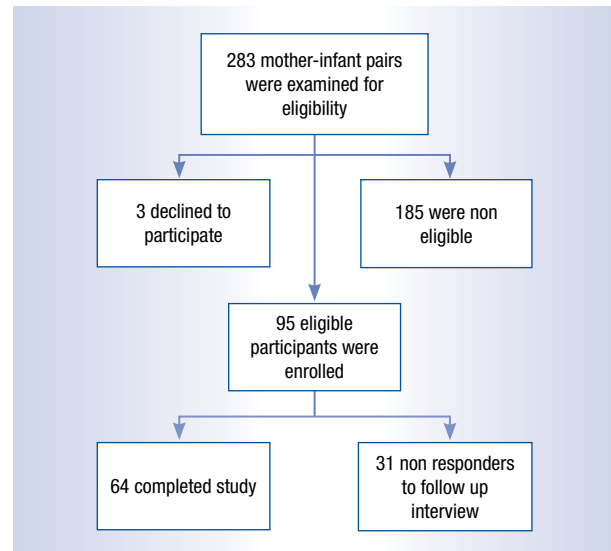 283 mother-infant pairs
were examined for
eligibility
3 declined to
participate
185 were non
eligible
95 eligible
participants were
enrolled
64 completed study
31 non responders
to follow up
interview